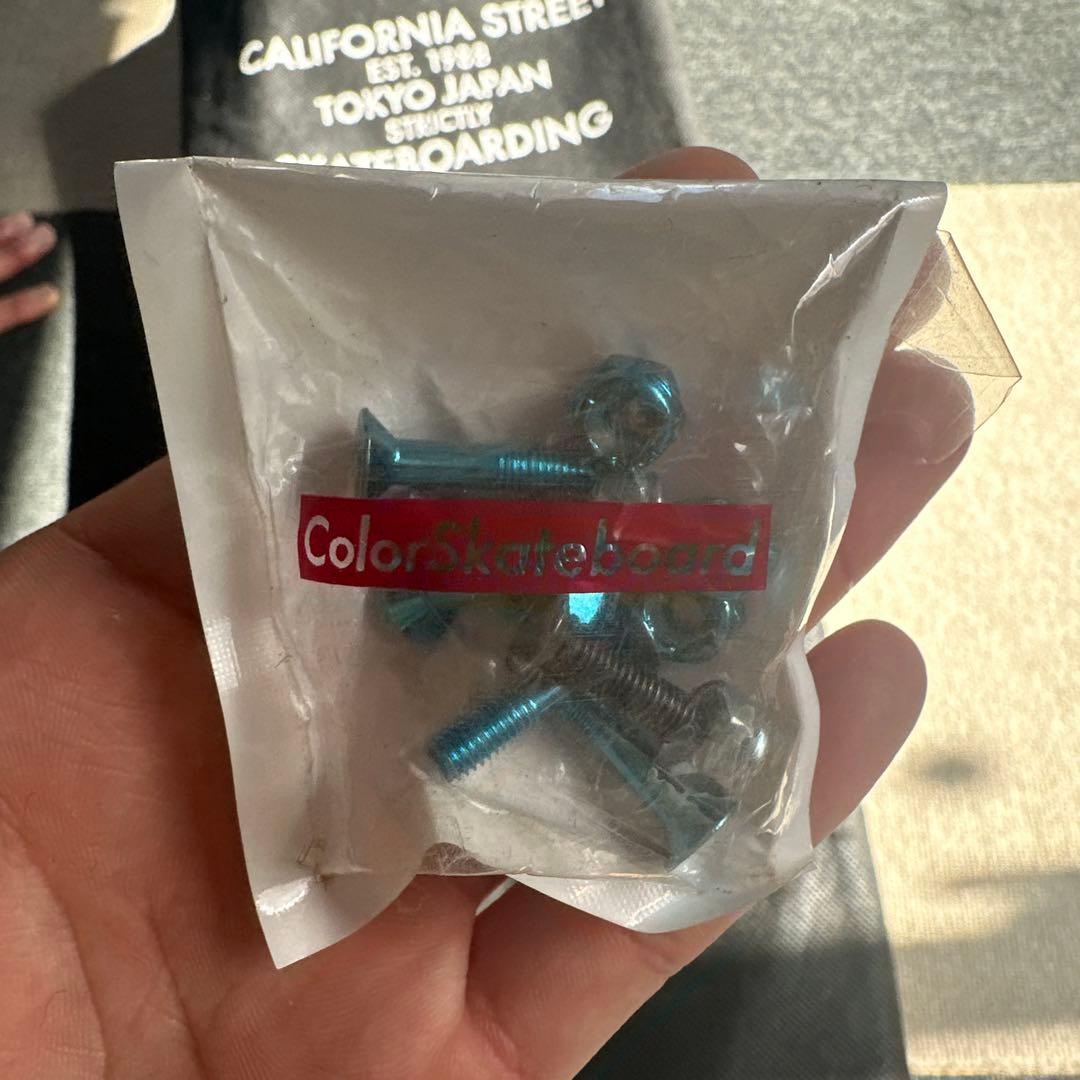 CALIFORNIA STREET
EST. 1988
TOKYO JAPAN
STRICTLY
SKATEBOARDING
ColorSkateboard